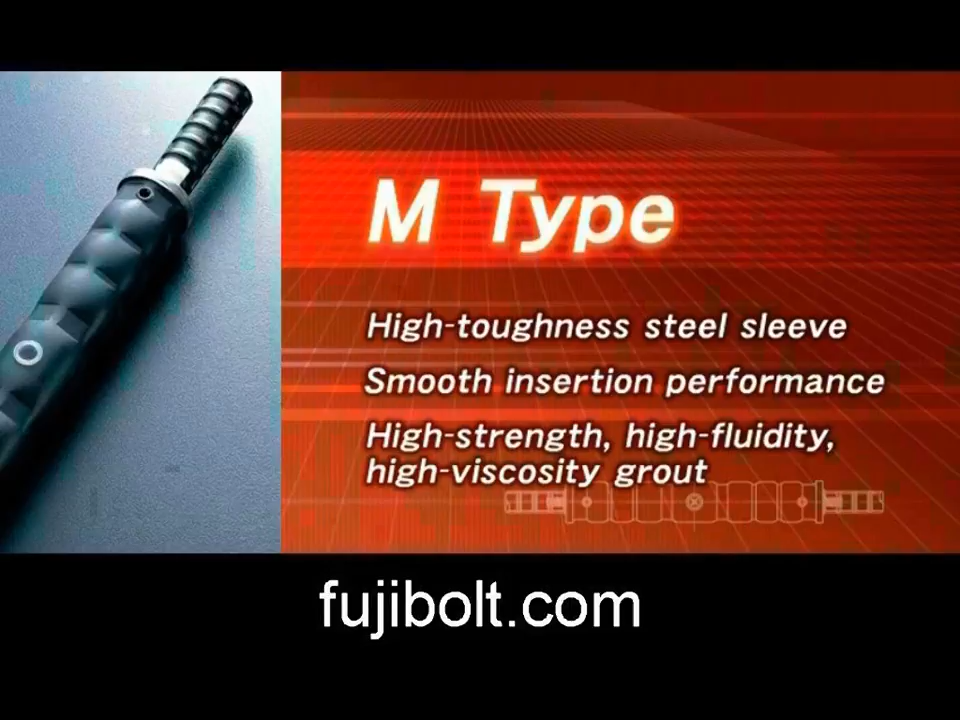 M Type
High-toughness steel sleeve
Smooth insertion performance
High-strength, high-fluidity,
high-viscosity grout
fujibolt.com